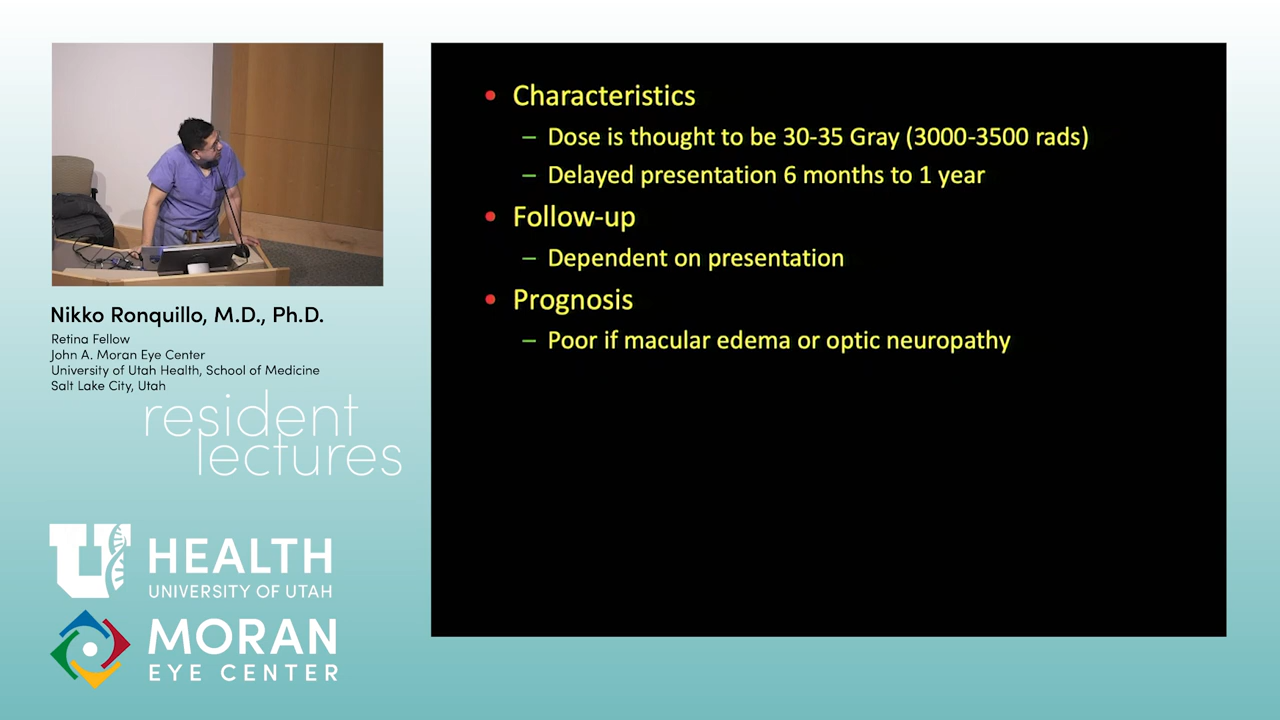 • Characteristics
– Dose is thought to be 30-35 Gray (3000-3500 rads)
– Delayed presentation 6 months to 1 year
• Follow-up
– Dependent on presentation
• Prognosis
– Poor if macular edema or optic neuropathy
Nikko Ronquillo, M.D., Ph.D.
Retina Fellow
John A. Moran Eye Center
University of Utah Health, School of Medicine
Salt Lake City, Utah
resident
lectures
U HEALTH
UNIVERSITY OF UTAH
MORAN
EYE CENTER